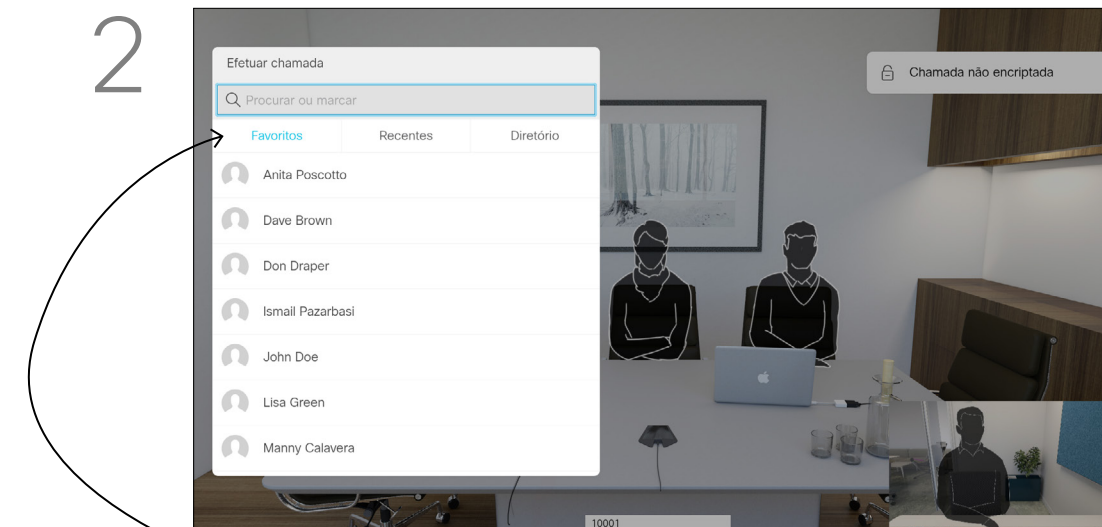 2
Efetuar chamada
Procurar ou marcar
Favoritos Recentes Diretório
Anita Poscotto
Dave Brown
Don Draper
Ismail Pazarbasi
John Doe
Lisa Green
Manny Calavera
Chamada não encriptada
10001